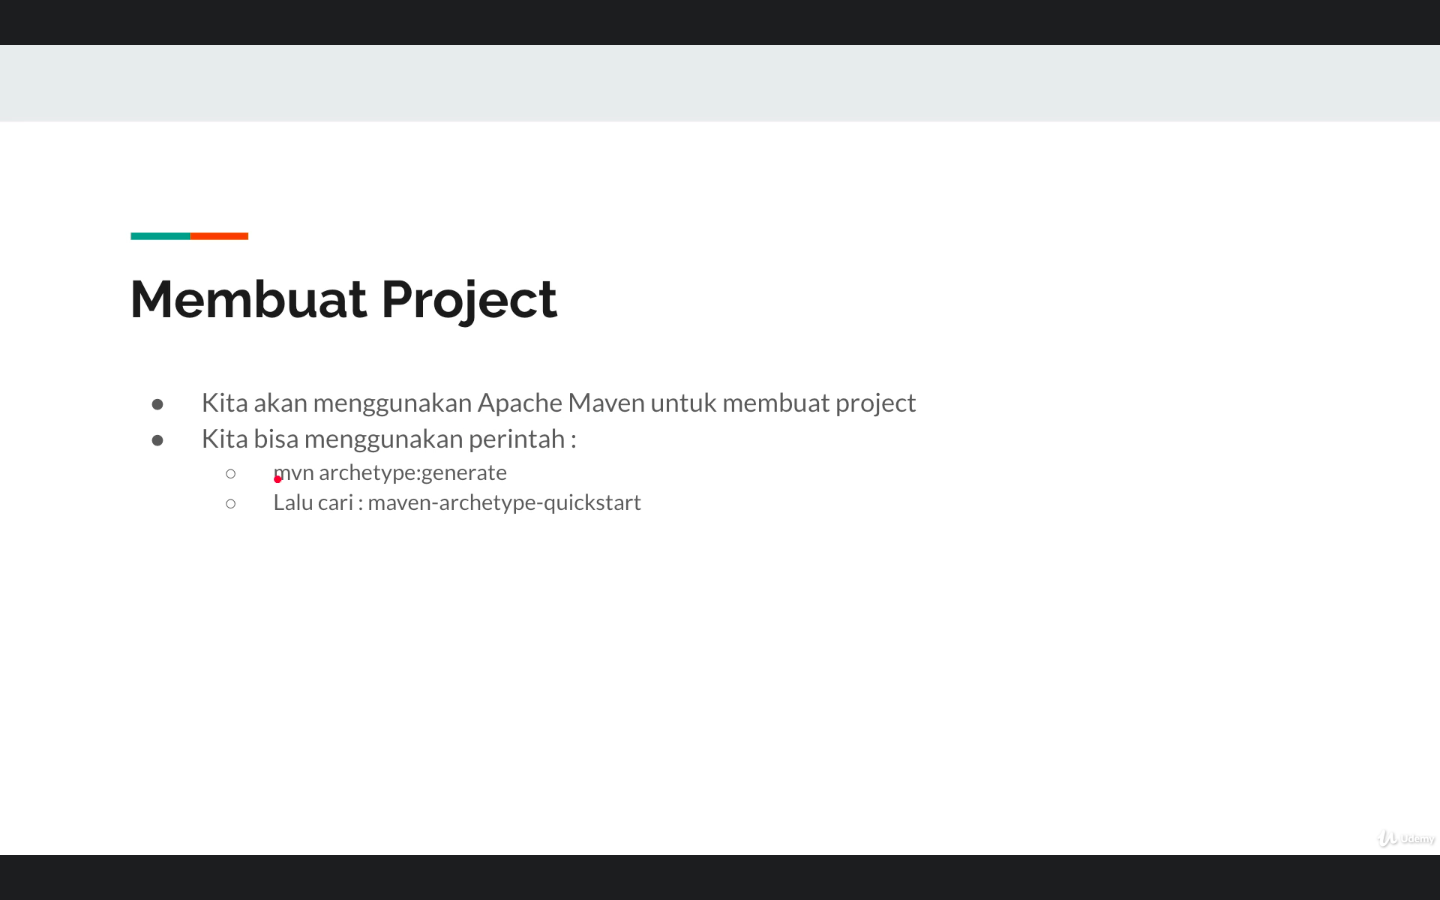 Membuat Project
● Kita akan menggunakan Apache Maven untuk membuat project
● Kita bisa menggunakan perintah :
○ mvn archetype:generate
○ Lalu cari : maven-archetype-quickstart
Udemy